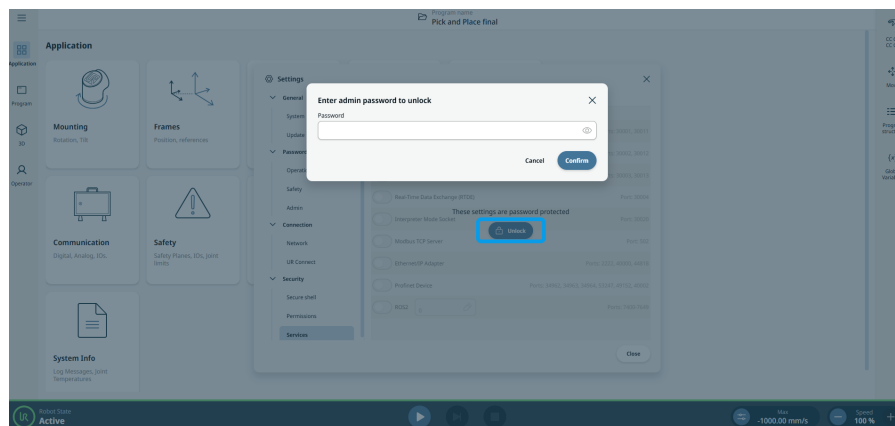 Program name
Pick and Place final
Application
Application
Program
3D
Operator
Mounting
Rotation, Tilt
Frames
Position, references
Communication
Digital, Analog, IOs
Safety
Safety Planes, IOs, joint
limits
System Info
Log Messages, Joint
Temperatures
Settings
General
System
Update
Password
Safety
Admin
Connection
Network
UR Connect
Security
Secure shell
Permissions
Services
Enter admin password to unlock
Password
Cancel
Confirm
Real-Time Data Exchange (RTDE)
These settings are password protected
Interpreter Mode Socket
Unlock
Modbus TCP Server
EtherNet/IP Adapter
Profinet Device
ROS2
Close
Robot State
Active
Max
-1000.00 mm/s
Speed
100 %